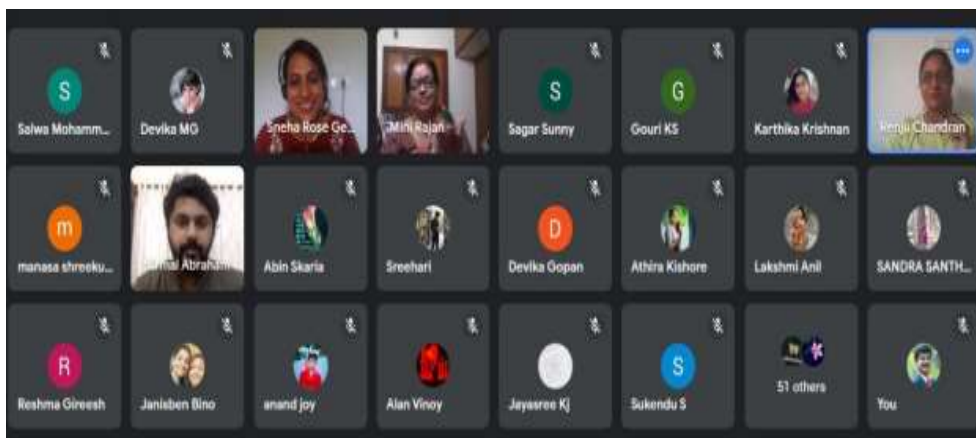 S
Salwa Mohamm...
Devika MG
Sneha Rose Ge...
Mini Rajan
S
Sagar Sunny
G
Gouri KS
Karthika Krishnan
Renju Chandran
m
manasa shreeku...
Abraham
Abin Skaria
Sreehari
D
Devika Gopan
Athira Kishore
Lakshmi Anil
SANDRA SANTH...
R
Reshma Gireesh
Janisben Bino
anand joy
Alan Vinoy
Jayasree Kj
S
Sukendu S
51 others
You